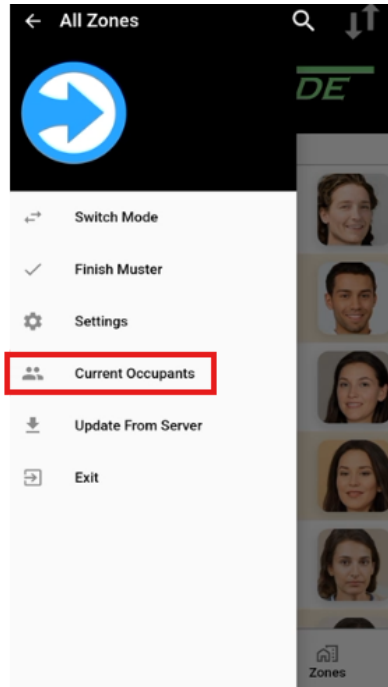 All Zones
DE
Switch Mode
Finish Muster
Settings
Current Occupants
Update From Server
Exit
Zones